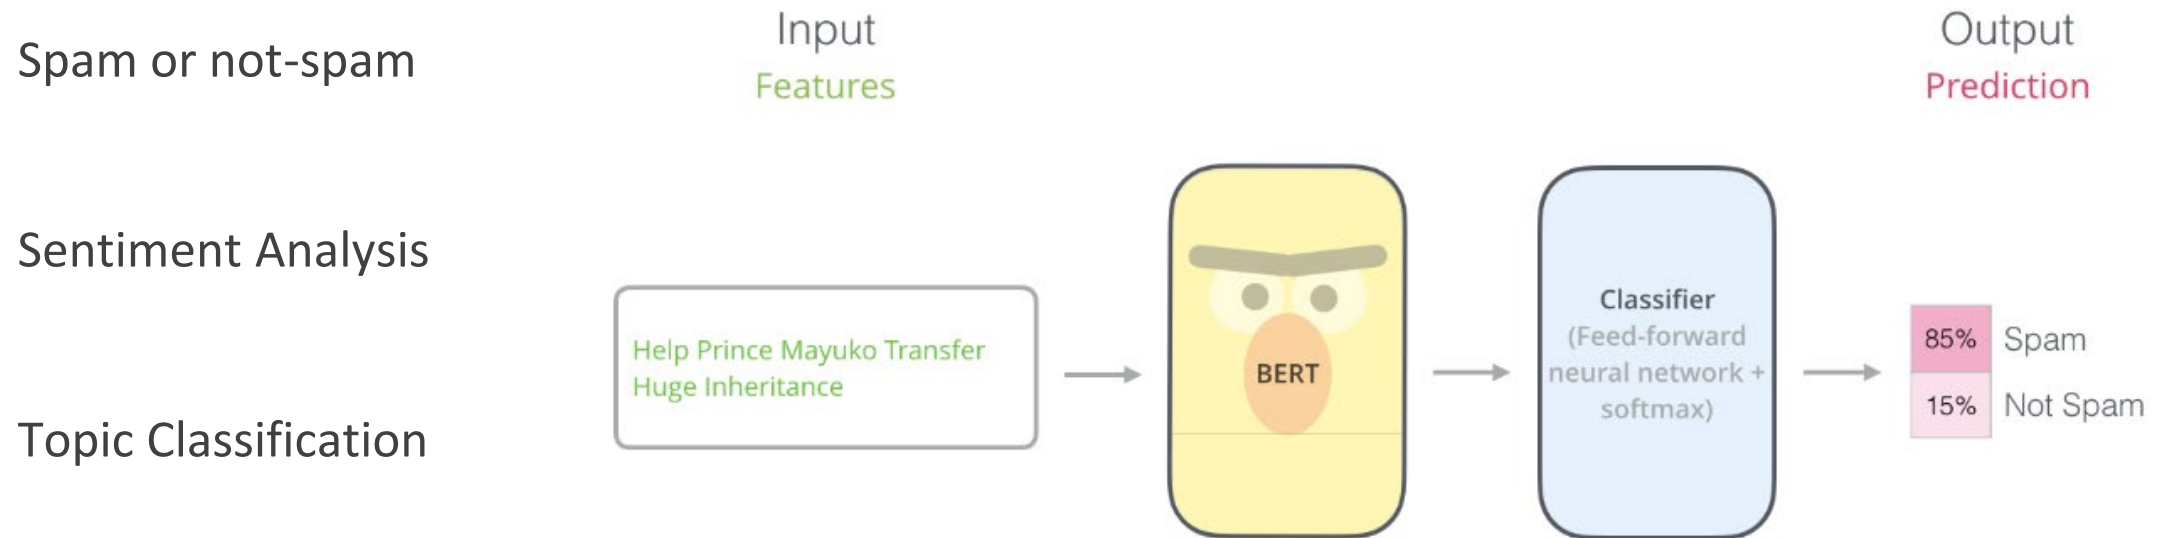 Spam or not-spam
Sentiment Analysis
Topic Classification
Input
Features
Help Prince Mayuko Transfer
Huge Inheritance
BERT
Classifier
(Feed-forward
neural network +
softmax)
Output
Prediction
85% Spam
15% Not Spam